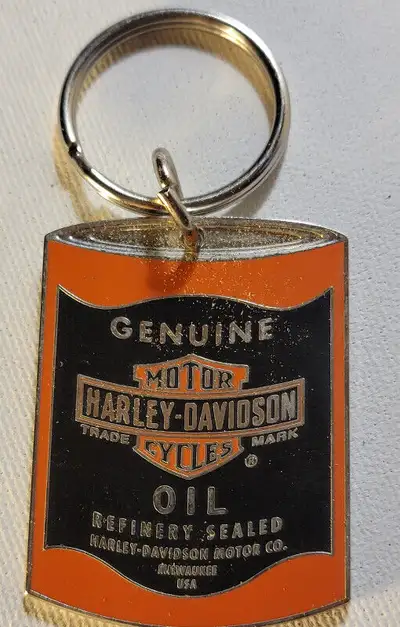 GENUINE
MOTOR
HARLEY-DAVIDSON
TRADE MARK
CYCLES
®
OIL
REFINERY SEALED
HARLEY-DAVIDSON MOTOR CO.
MILWAUKEE
USA